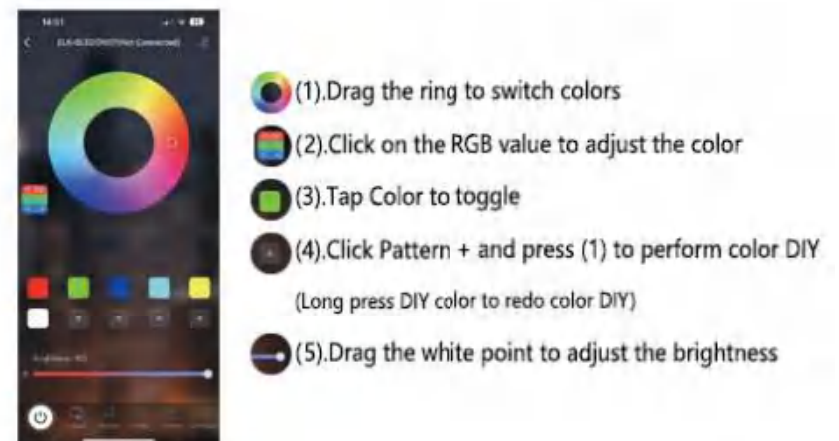 14:51
(1).Drag the ring to switch colors
(2).Click on the RGB value to adjust the color
(3).Tap Color to toggle
(4).Click Pattern + and press (1) to perform color DIY
(Long press DIY color to redo color DIY)
(5).Drag the white point to adjust the brightness